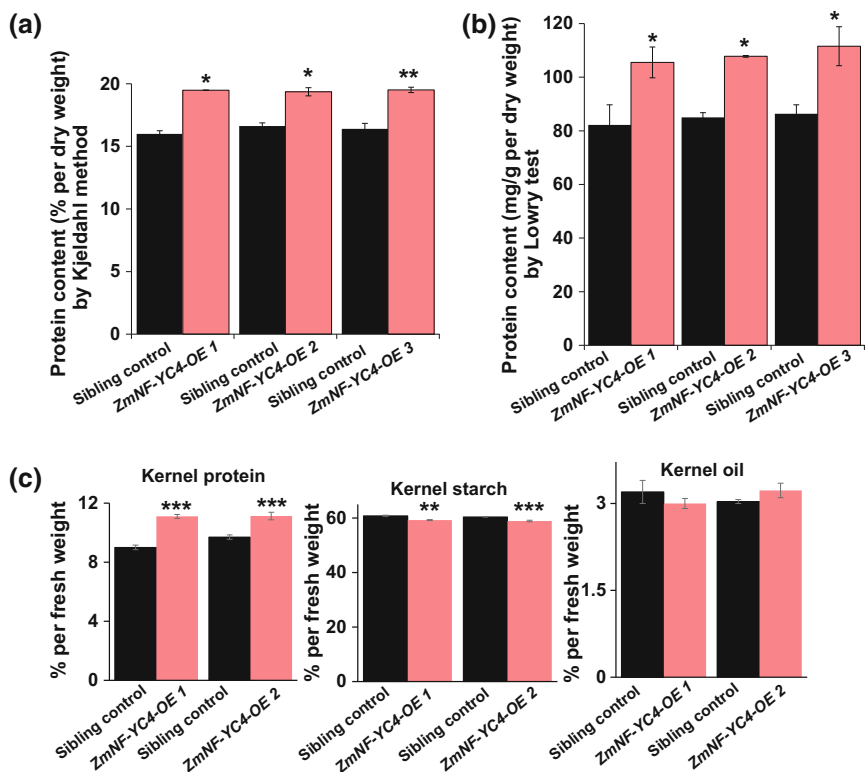 (a)
Protein content (% per dry weight)
by Kjeldahl method
20
15
10
5
0
*
*
**
Sibling control
ZmNF-YC4-OE 1
Sibling control
ZmNF-YC4-OE 2
Sibling control
ZmNF-YC4-OE 3
(b)
Protein content (mg/g per dry weight)
by Lowry test
120
100
80
60
40
20
0
*
*
*
Sibling control
ZmNF-YC4-OE 1
Sibling control
ZmNF-YC4-OE 2
Sibling control
ZmNF-YC4-OE 3
(c)
Kernel protein
% per fresh weight
12
8
4
0
***
***
Sibling control
ZmNF-YC4-OE 1
Sibling control
ZmNF-YC4-OE 2
Kernel starch
% per fresh weight
60
40
20
0
**
***
Sibling control
ZmNF-YC4-OE 1
Sibling control
ZmNF-YC4-OE 2
Kernel oil
% per fresh weight
3
1.5
0
Sibling control
ZmNF-YC4-OE 1
Sibling control
ZmNF-YC4-OE 2